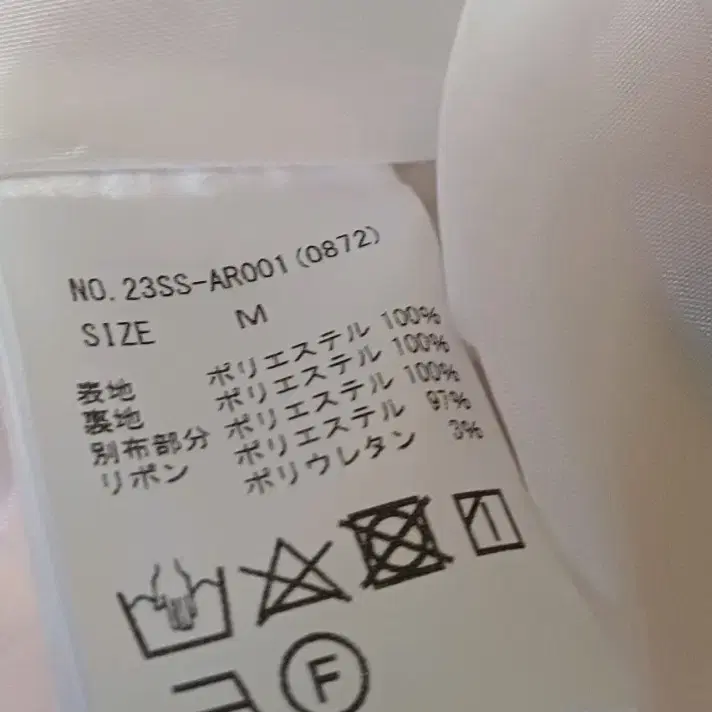 NO. 23SS-AR001(0872)
SIZE M
表地 ポリエステル 100%
裏地 ポリエステル 100%
別布部分 ポリエステル 100%
リボン ポリエステル 97%
ポリウレタン 3%
F